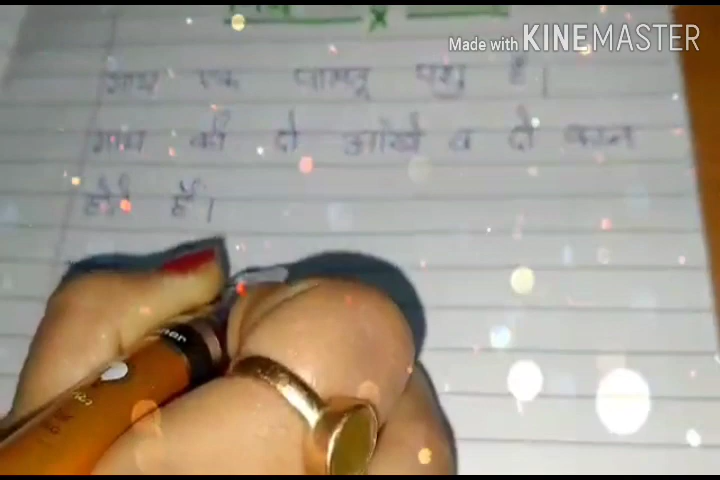 Made with KINEMASTER
गाय एक पालतू पशु है।
गाय की दो आंखें व दो कान
होते हैं।